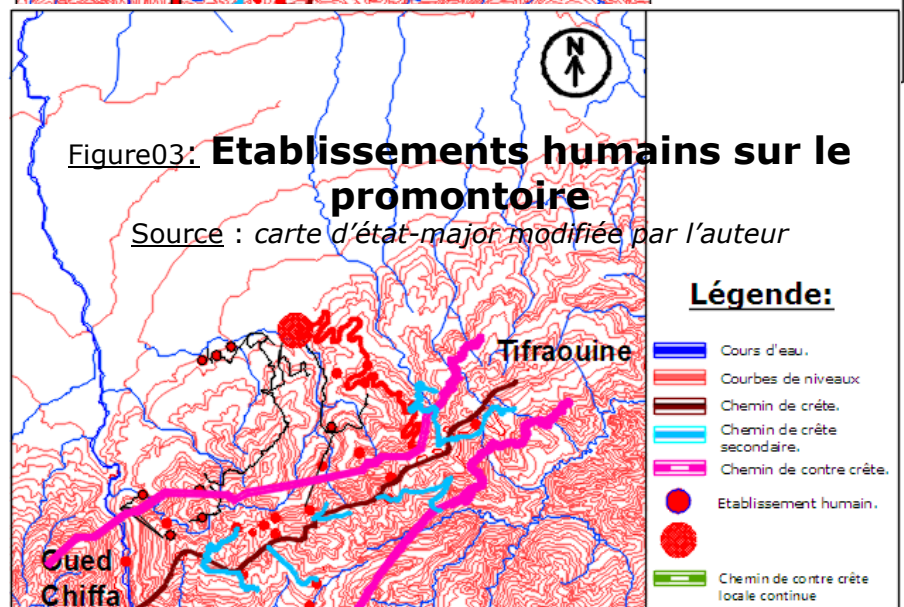 N
Figure03: Etablissements humains sur le
promontoire
Source : carte d’état-major modifiée par l’auteur
Légende:
Tifraouine
Cours d'eau.
Courbes de niveaux
Chemin de crête.
Chemin de crête
secondaire.
Chemin de contre crête.
Etablissement humain.
Oued
Chiffa
Chemin de contre crête
locale continue